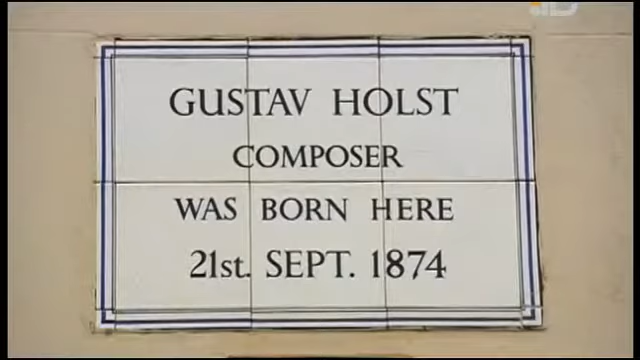 GUSTAV HOLST
COMPOSER
WAS BORN HERE
21st. SEPT. 1874